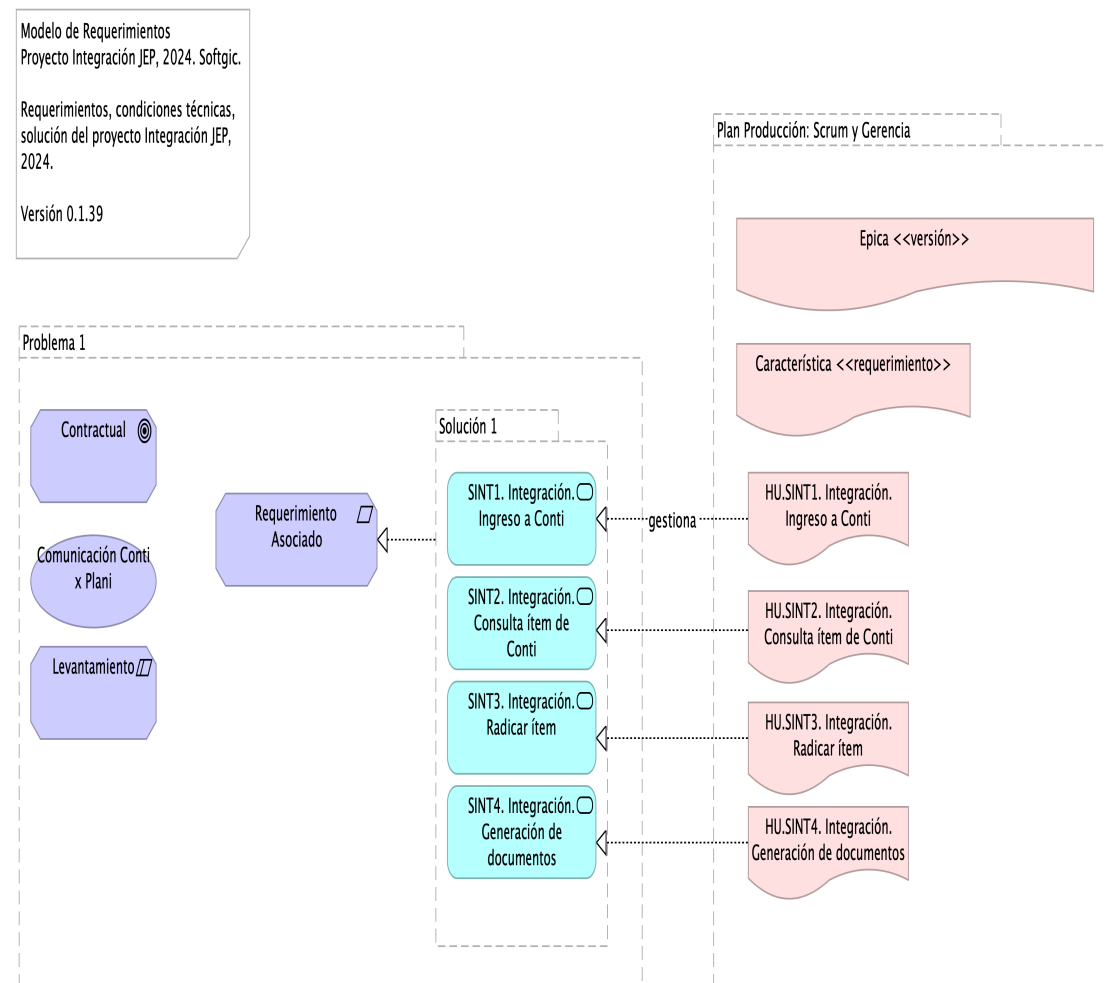 Modelo de Requerimientos
Proyecto Integración JEP, 2024. Softgic.
Requerimientos, condiciones técnicas,
solución del proyecto Integración JEP,
2024.
Versión 0.1.39
Plan Producción: Scrum y Gerencia
Epica <<versión>>
Característica <<requerimiento>>
Problema 1
Contractual
Comunicación Conti
x Plani
Levantamiento
Requerimiento
Asociado
Solución 1
SINT1. Integración.
Ingreso a Conti
gestiona
HU.SINT1. Integración.
Ingreso a Conti
SINT2. Integración.
Consulta ítem de
Conti
HU.SINT2. Integración.
Consulta ítem de Conti
SINT3. Integración.
Radicar ítem
HU.SINT3. Integración.
Radicar ítem
SINT4. Integración.
Generación de
documentos
HU.SINT4. Integración.
Generación de documentos